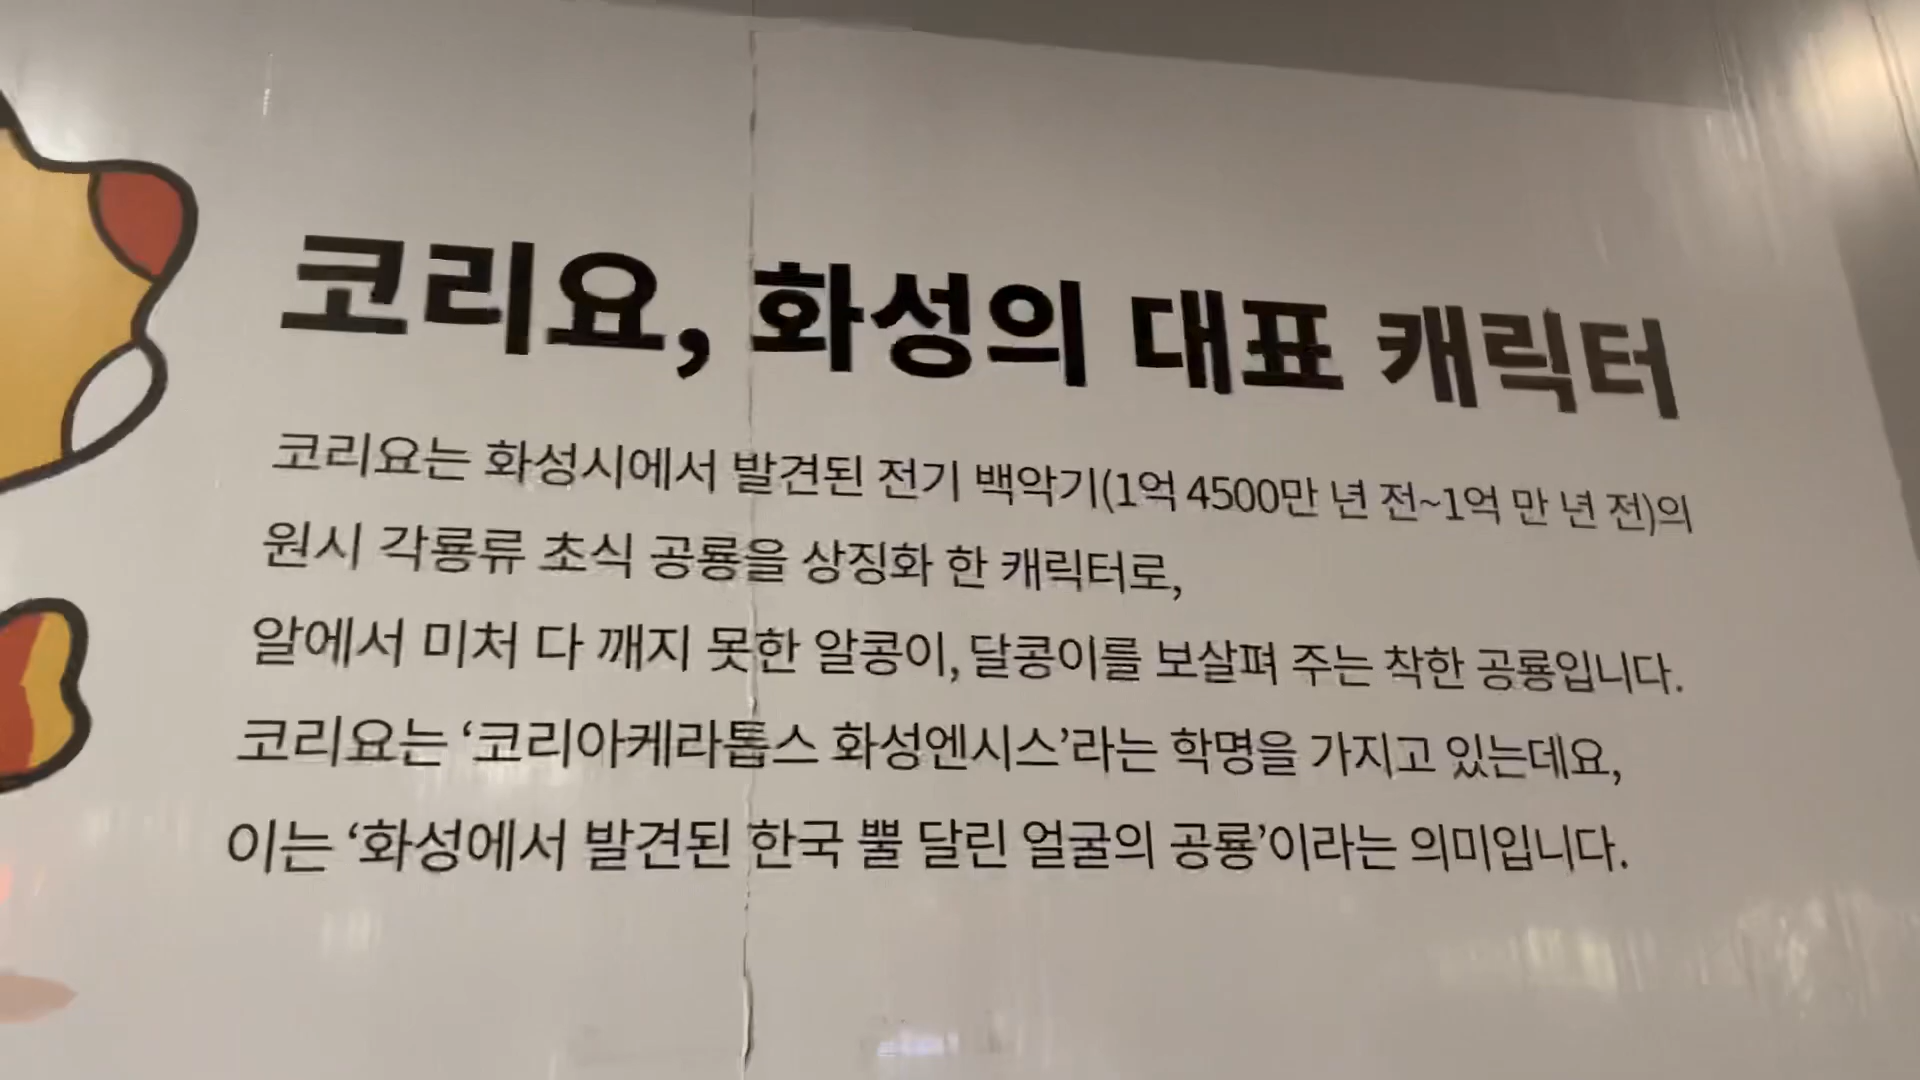 코리요, 화성의 대표 캐릭터
코리요는 화성시에서 발견된 전기 백악기(1억 4500만 년 전~1억 만 년 전)의
원시 각룡류 초식 공룡을 상징화 한 캐릭터로,
알에서 미처 다 깨지 못한 알콩이, 달콩이를 보살펴 주는 착한 공룡입니다.
코리요는 ‘코리아케라톱스 화성엔시스’라는 학명을 가지고 있는데요,
이는 ‘화성에서 발견된 한국 뿔 달린 얼굴의 공룡’이라는 의미입니다.